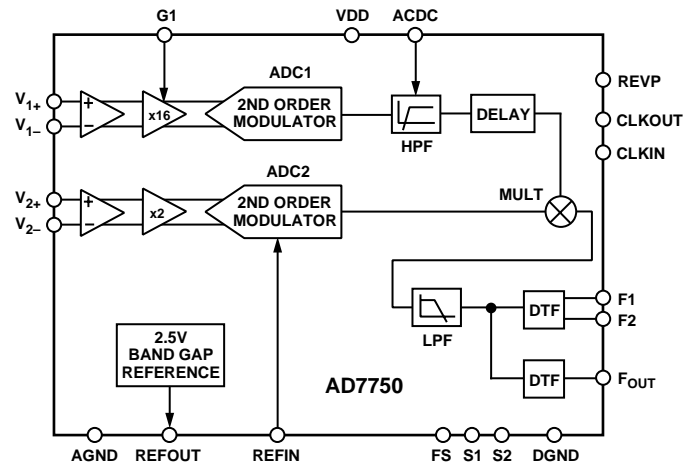 G1
VDD
ACDC
ADC1
REVP
V1+
+
x16
2ND ORDER
MODULATOR
DELAY
V1–
–
HPF
CLKOUT
CLKIN
ADC2
V2+
+
x2
2ND ORDER
MODULATOR
MULT
V2–
–
F1
DTF
F2
LPF
2.5V
BAND GAP
REFERENCE
AD7750
DTF
FOUT
AGND
REFOUT
REFIN
FS
S1
S2
DGND